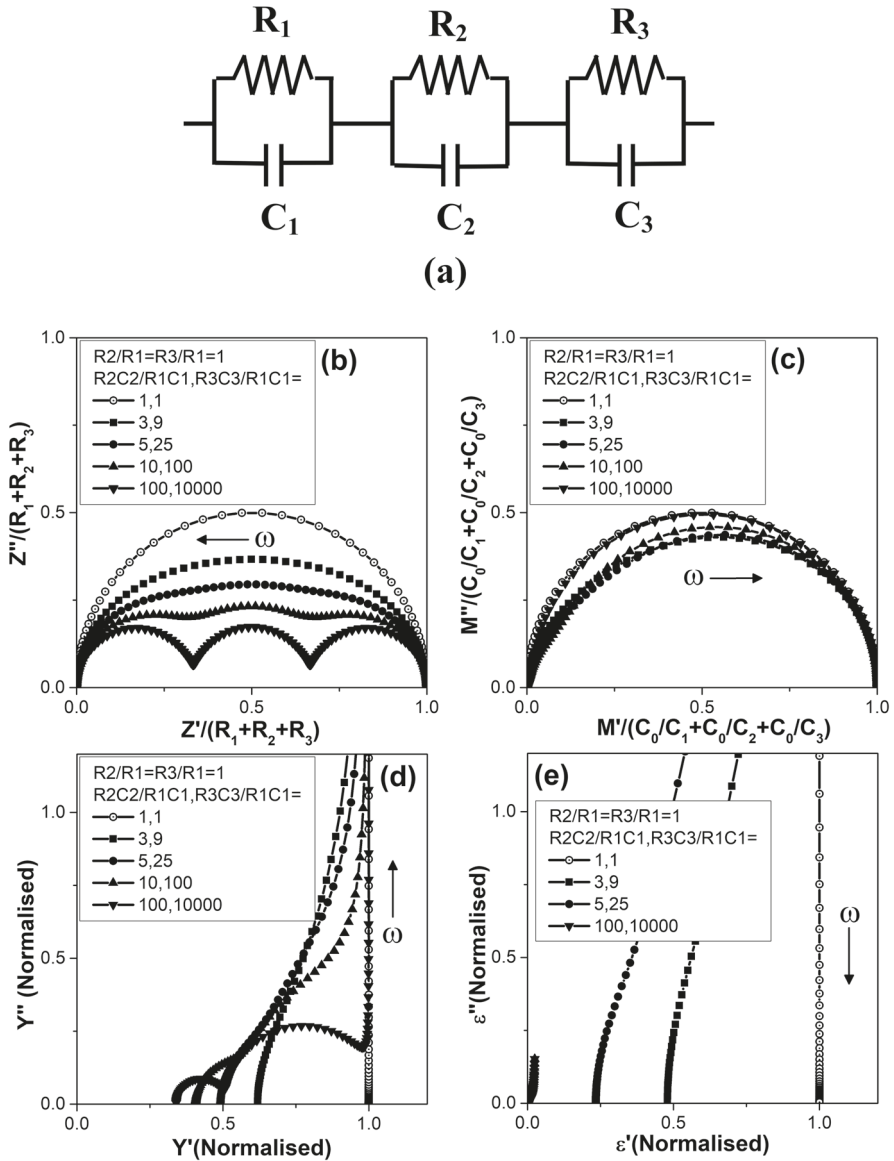 R1 R2 R3
C1 C2 C3
(a)
1.0
R2/R1=R3/R1=1
(b)
R2C2/R1C1,R3C3/R1C1=
1,1
3,9
5,25
10,100
100,10000
Z''/(R1+R2+R3)
0.5
ω
0.0
0.0 0.5 1.0
Z'/(R1+R2+R3)
1.0
R2/R1=R3/R1=1
(c)
R2C2/R1C1,R3C3/R1C1=
1,1
3,9
5,25
10,100
100,10000
M''/(C0/C1+C0/C2+C0/C3)
0.5
ω
0.0
0.0 0.5 1.0
M'/(C0/C1+C0/C2+C0/C3)
R2/R1=R3/R1=1
(d)
R2C2/R1C1,R3C3/R1C1=
1.0
1,1
3,9
5,25
10,100
100,10000
Y'' (Normalised)
ω
0.5
0.0
0.0 0.5 1.0
Y'(Normalised)
(e)
1.0
R2/R1=R3/R1=1
R2C2/R1C1,R3C3/R1C1=
1,1
3,9
5,25
100,10000
ε''(Normalised)
ω
0.5
0.0
0.0 0.5 1.0
ε'(Normalised)